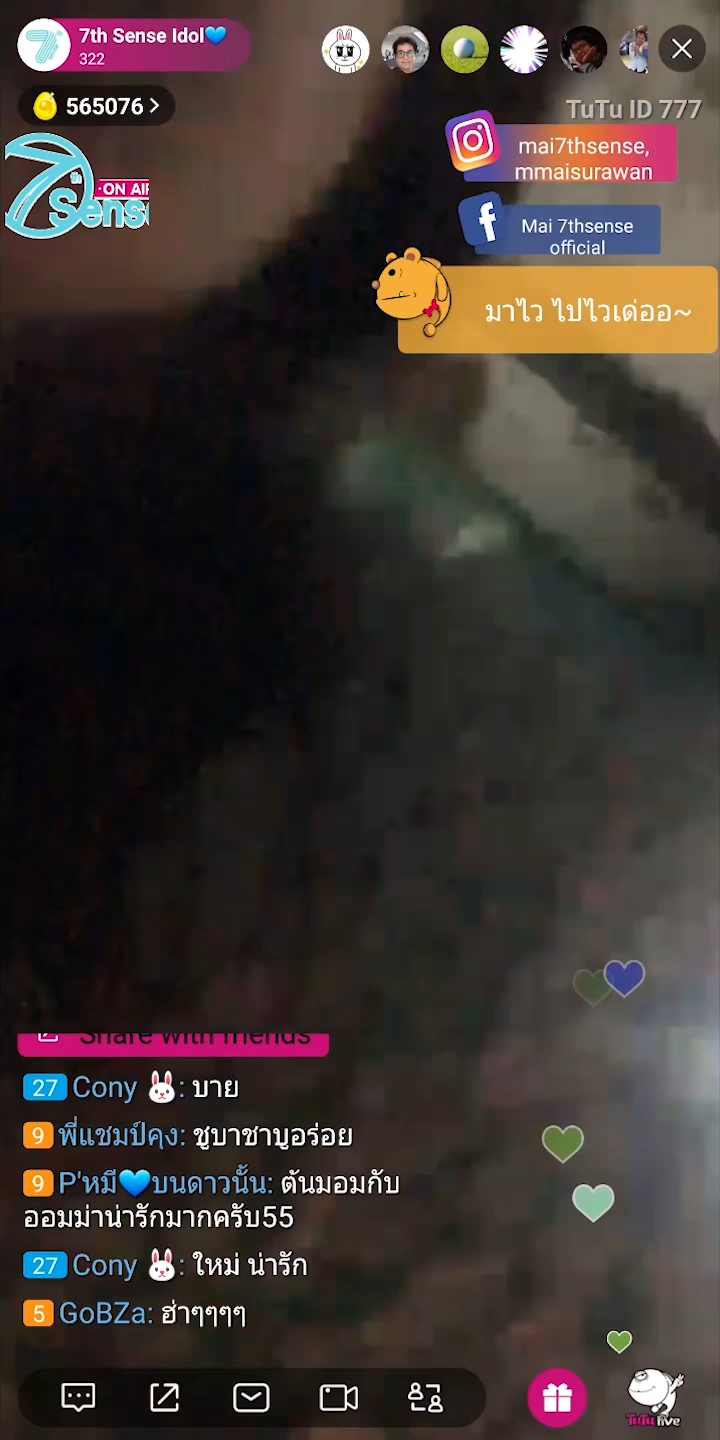 7th Sense Idol💙
322
565076 >
TuTu ID 777
7th Sense
·ON AIR
mai7thsense,
mmaisurawan
Mai 7thsense
official
มาไว ไปไวเด่ออ~
Share with friends
27 Cony 🐰: บาย
9 พี่แชมป์คุง: ชูบาชาบูอร่อย
9 P'หมี💙บนดาวนั้น: ต้นมอมกับ
ออมม่าน่ารักมากครับ55
27 Cony 🐰: ใหม่ น่ารัก
5 GoBZa: ฮ่าๆๆๆๆ
TuTu live